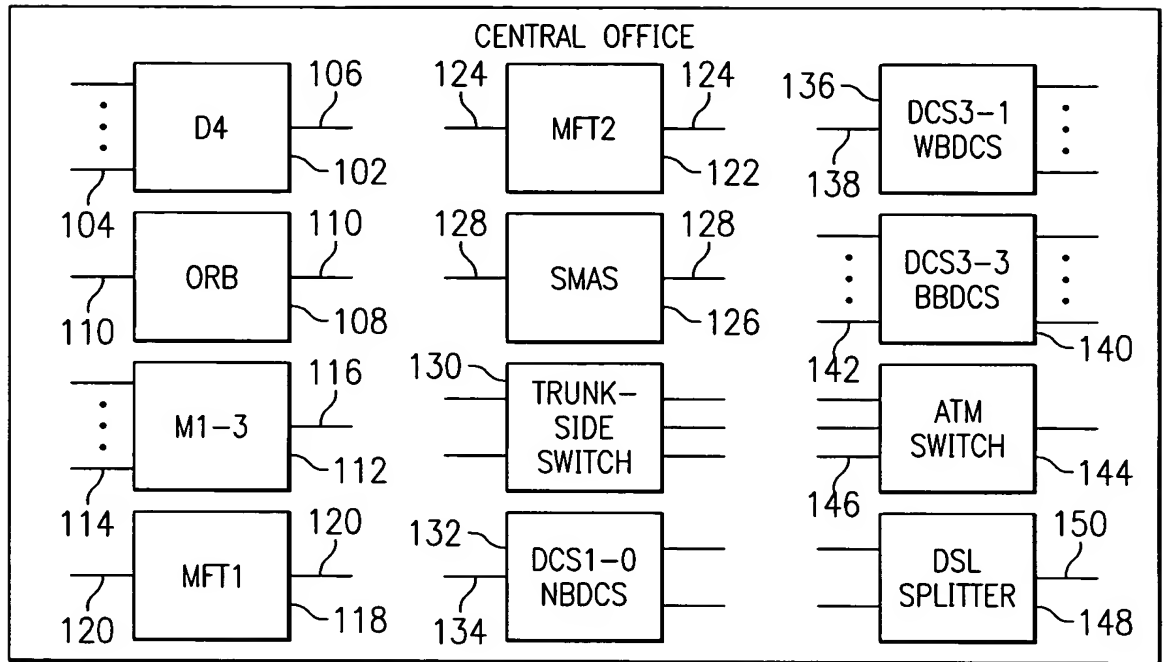 CENTRAL OFFICE
D4
106
102
104
ORB
110
110
108
M1-3
116
112
114
MFT1
120
120
118
124
MFT2
124
122
128
SMAS
128
126
130
TRUNK-
SIDE
SWITCH
132
DCS1-0
NBDCS
134
136
DCS3-1
WBDCS
138
DCS3-3
BBDCS
142
140
ATM
SWITCH
146
144
DSL
SPLITTER
150
148